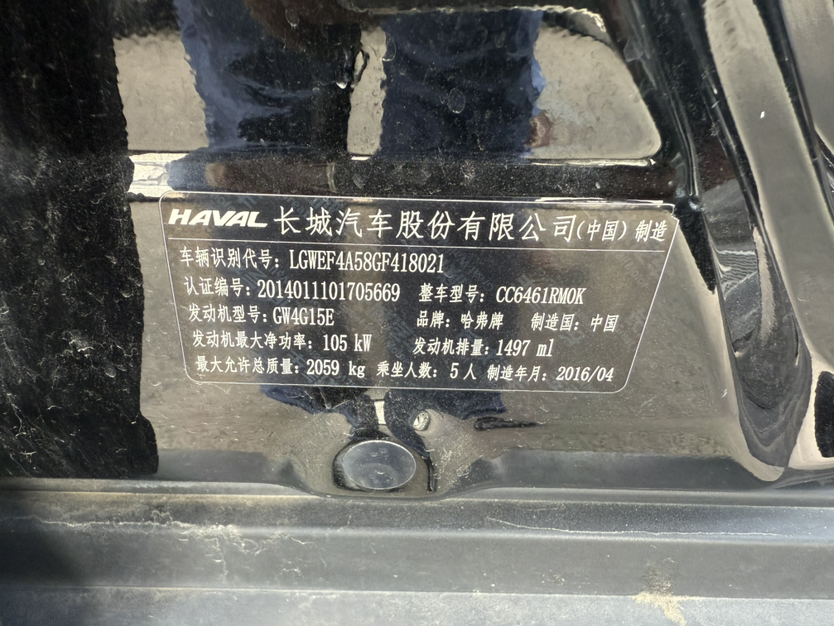 HAVAL 长城汽车股份有限公司(中国) 制造
车辆识别代号: LGWEF4A58GF418021
认证编号: 2014011101705669 整车型号: CC6461RM0K
发动机型号: GW4G15E 品牌: 哈弗牌 制造国: 中国
发动机最大净功率: 105 kW 发动机排量: 1497 ml
最大允许总质量: 2059 kg 乘坐人数: 5 人 制造年月: 2016/04